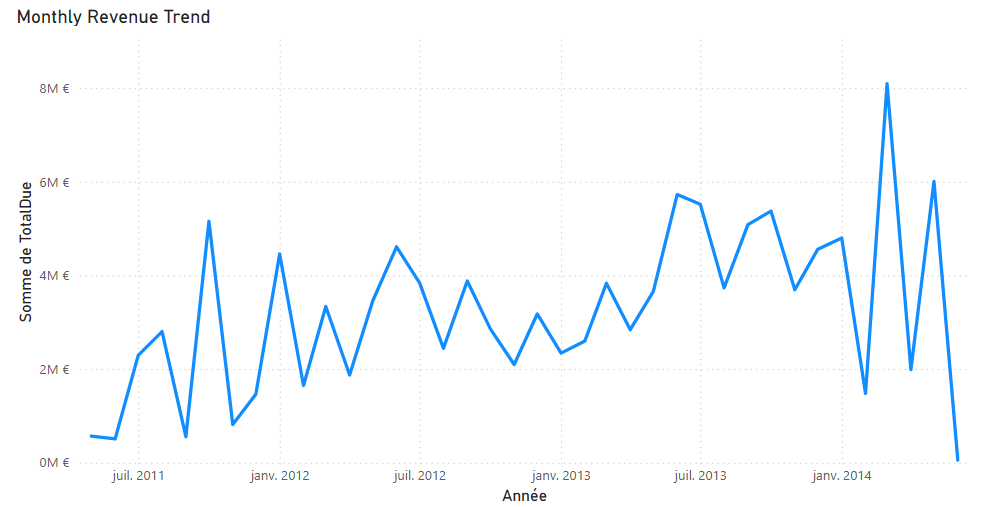 Monthly Revenue Trend
8M €
6M €
4M €
2M €
0M €
Somme de TotalDue
juil. 2011
janv. 2012
juil. 2012
janv. 2013
juil. 2013
janv. 2014
Année